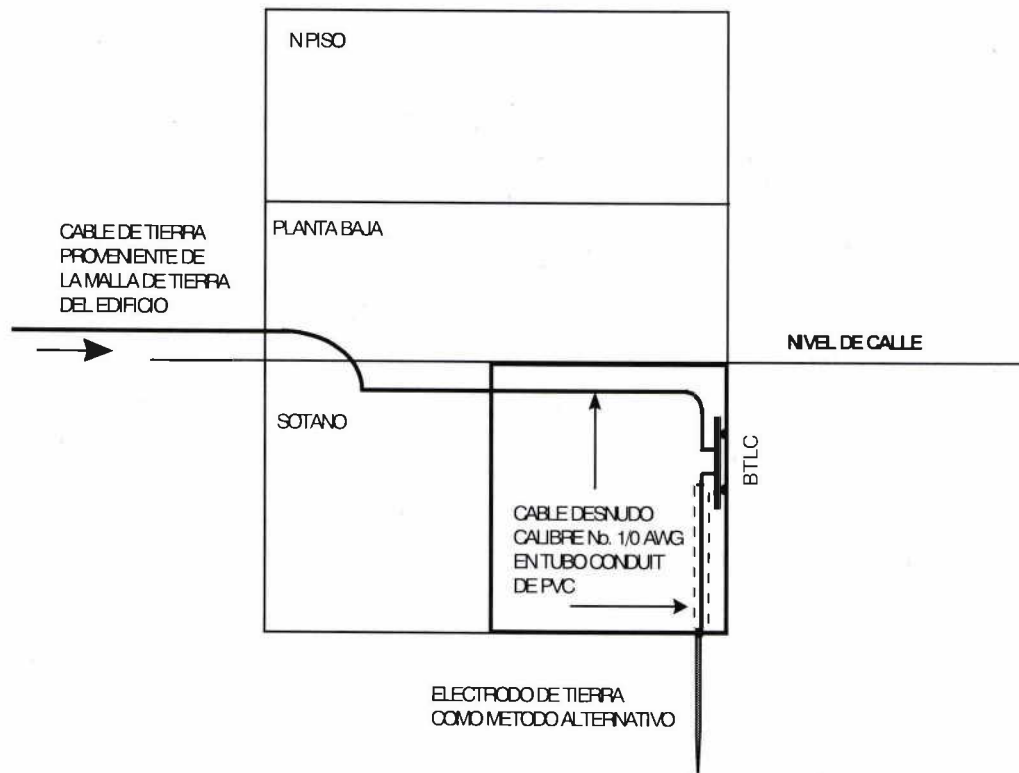 N PISO
PLANTA BAJA
CABLE DE TIERRA
PROVENIENTE DE
LA MALLA DE TIERRA
DEL EDIFICIO
NIVEL DE CALLE
SOTANO
BTLC
CABLE DESNUDO
CALIBRE No. 1/0 AWG
EN TUBO CONDUIT
DE PVC
ELECTRODO DE TIERRA
COMO METODO ALTERNATIVO